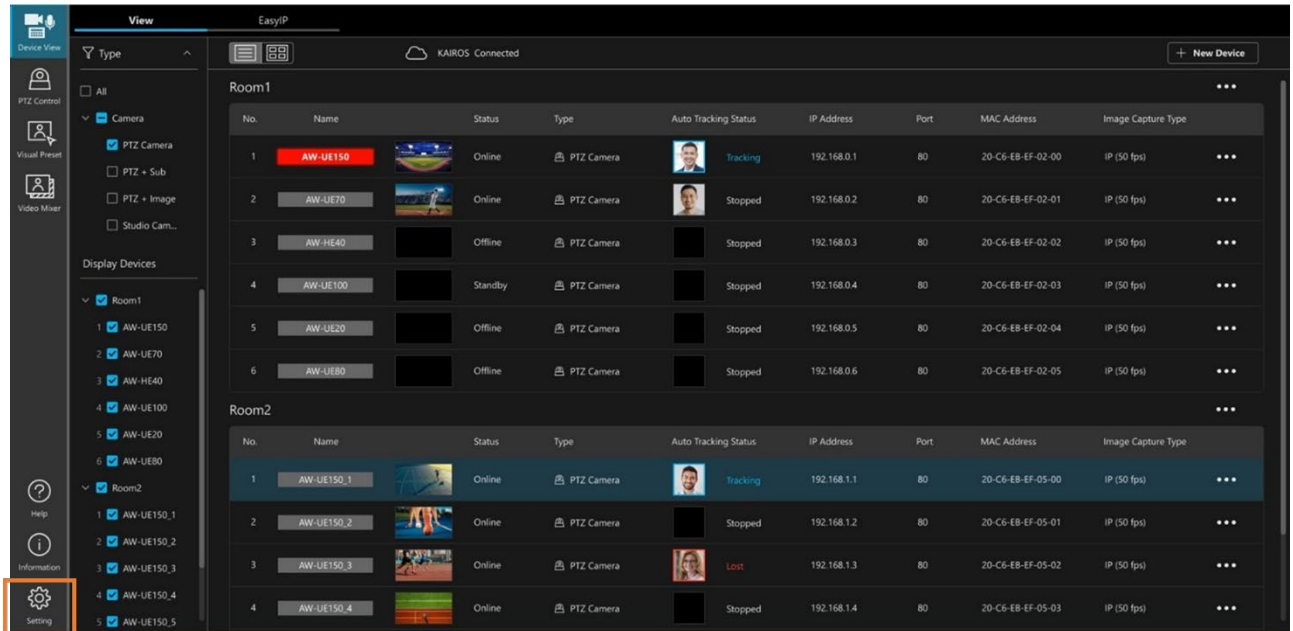 View EasyIP
Device View
PTZ Control
Visual Preset
Video Mixer
Help
Information
Setting
Type
All
Camera
PTZ Camera
PTZ + Sub
PTZ + Image
Studio Cam...
Display Devices
Room1
1 AW-UE150
2 AW-UE70
3 AW-HE40
4 AW-UE100
5 AW-UE20
6 AW-UE80
Room2
1 AW-UE150_1
2 AW-UE150_2
3 AW-UE150_3
4 AW-UE150_4
5 AW-UE150_5
KAIROS Connected + New Device
Room1
No. Name Status Type Auto Tracking Status IP Address Port MAC Address Image Capture Type
1 AW-UE150 Online PTZ Camera Tracking 192.168.0.1 80 20-C6-EB-EF-02-00 IP (50 fps)
2 AW-UE70 Online PTZ Camera Stopped 192.168.0.2 80 20-C6-EB-EF-02-01 IP (50 fps)
3 AW-HE40 Offline PTZ Camera Stopped 192.168.0.3 80 20-C6-EB-EF-02-02 IP (50 fps)
4 AW-UE100 Standby PTZ Camera Stopped 192.168.0.4 80 20-C6-EB-EF-02-03 IP (50 fps)
5 AW-UE20 Offline PTZ Camera Stopped 192.168.0.5 80 20-C6-EB-EF-02-04 IP (50 fps)
6 AW-UE80 Offline PTZ Camera Stopped 192.168.0.6 80 20-C6-EB-EF-02-05 IP (50 fps)
Room2
No. Name Status Type Auto Tracking Status IP Address Port MAC Address Image Capture Type
1 AW-UE150_1 Online PTZ Camera Tracking 192.168.1.1 80 20-C6-EB-EF-05-00 IP (50 fps)
2 AW-UE150_2 Online PTZ Camera Stopped 192.168.1.2 80 20-C6-EB-EF-05-01 IP (50 fps)
3 AW-UE150_3 Online PTZ Camera Lost 192.168.1.3 80 20-C6-EB-EF-05-02 IP (50 fps)
4 AW-UE150_4 Online PTZ Camera Stopped 192.168.1.4 80 20-C6-EB-EF-05-03 IP (50 fps)